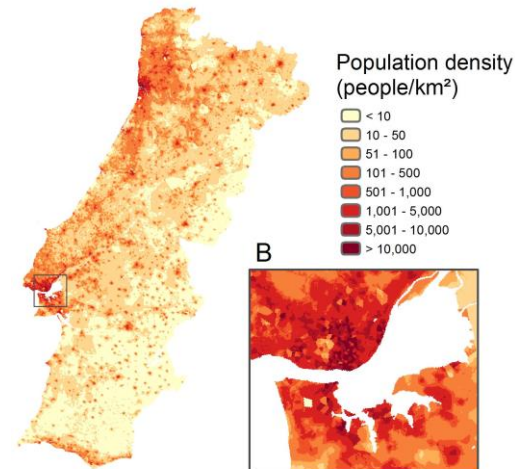 Population density
(people/km²)
< 10
10 - 50
51 - 100
101 - 500
501 - 1,000
1,001 - 5,000
5,001 - 10,000
> 10,000
B